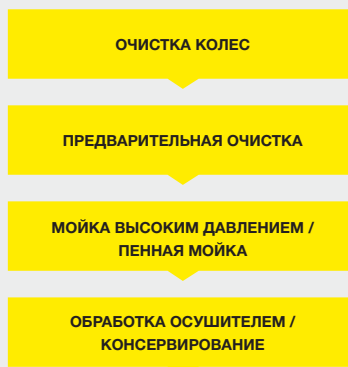 ОЧИСТКА КОЛЕС
ПРЕДВАРИТЕЛЬНАЯ ОЧИСТКА
МОЙКА ВЫСОКИМ ДАВЛЕНИЕМ /
ПЕННАЯ МОЙКА
ОБРАБОТКА ОСУШИТЕЛЕМ /
КОНСЕРВИРОВАНИЕ